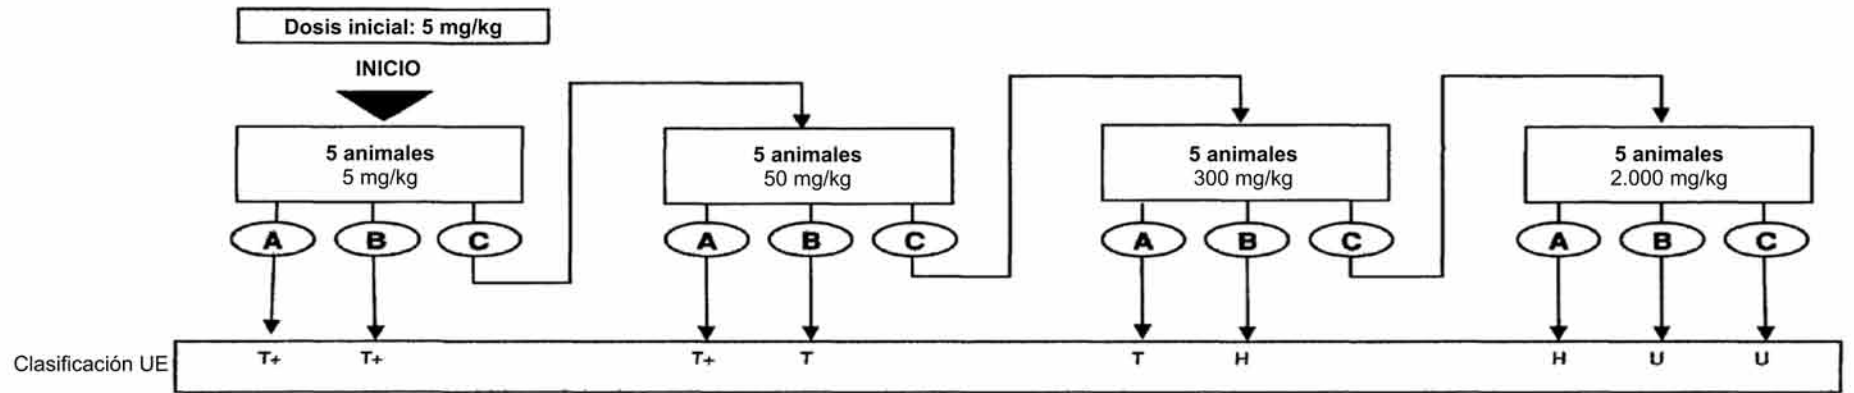 Dosis inicial: 5 mg/kg
INICIO
5 animales
5 mg/kg
5 animales
50 mg/kg
5 animales
300 mg/kg
5 animales
2.000 mg/kg
A B C A B C A B C A B C
Clasificación UE T+ T+ T+ T T H H U U